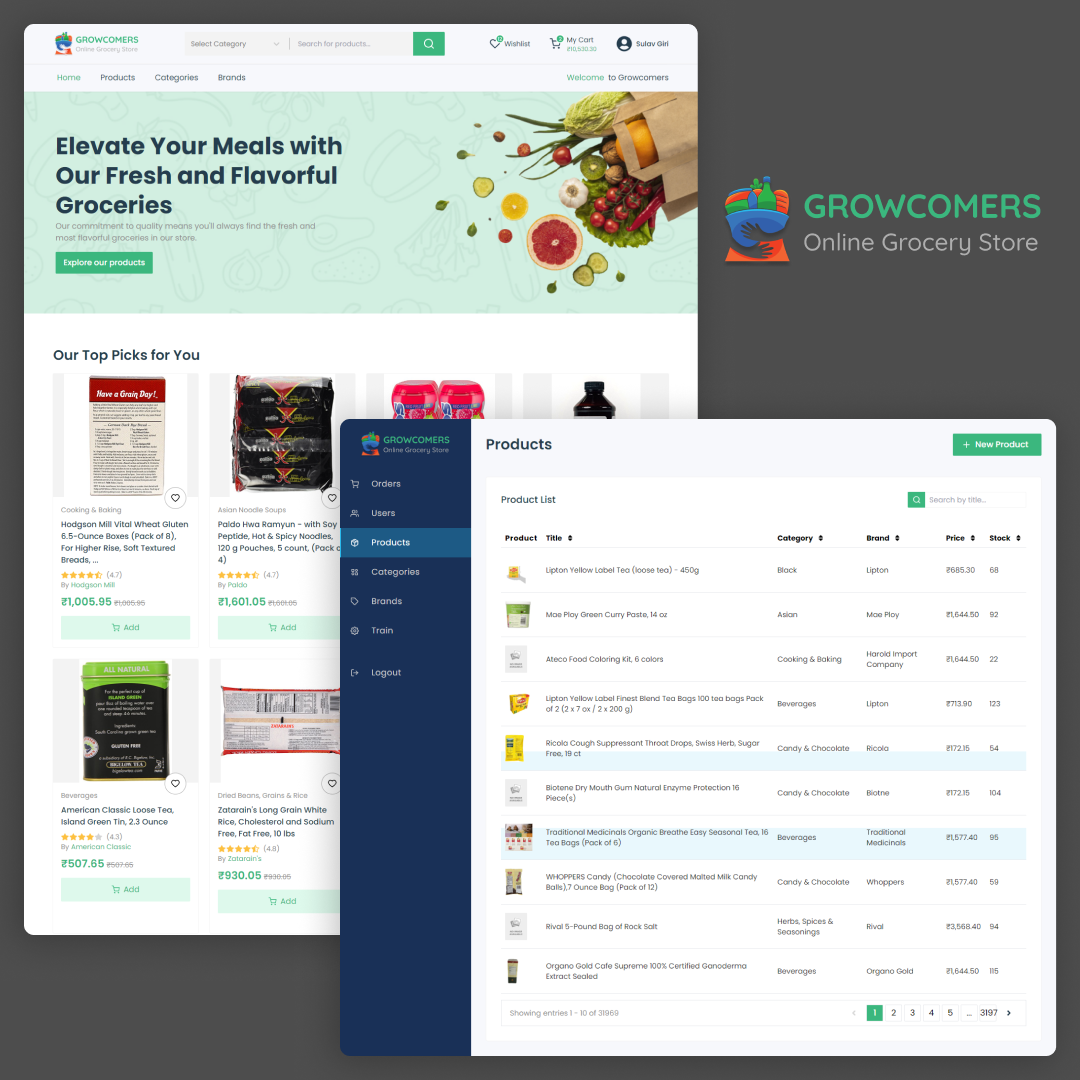 GROWCOMERS
Online Grocery Store
Select Category
Search for products...
12
Wishlist
My Cart
₹10,530.30
Sulav Giri
Home
Products
Categories
Brands
Welcome to Growcomers
Elevate Your Meals with
Our Fresh and Flavorful
Groceries
Our commitment to quality means you'll always find the fresh and
most flavorful groceries in our store.
Explore our products
GROWCOMERS
Online Grocery Store
Our Top Picks for You
Have a Grain Day!
Cooking & Baking
Hodgson Mill Vital Wheat Gluten
6.5-Ounce Boxes (Pack of 8),
For Higher Rise, Soft Textured
Breads, ...
(4.7)
By Hodgson Mill
₹1,005.95 ₹1,005.95
Add
Asian Noodle Soups
Paldo Hwa Ramyun - with Soy
Peptide, Hot & Spicy Noodles,
120 g Pouches, 5 count, (Pack o
4)
(4.7)
By Paldo
₹1,601.05 ₹1,601.05
Add
ALL NATURAL
For the perfect cup of
ISLAND GREEN
Ingredients:
South Carolina grown green tea
GLUTEN FREE
BIGELOW TEA
bigelowtea.com
Beverages
American Classic Loose Tea,
Island Green Tin, 2.3 Ounce
(4.3)
By American Classic
₹507.65 ₹507.65
Add
ZATARAIN'S
Dried Beans, Grains & Rice
Zatarain's Long Grain White
Rice, Cholesterol and Sodium
Free, Fat Free, 10 lbs
(4.8)
By Zatarain's
₹930.05 ₹930.05
Add
GROWCOMERS
Online Grocery Store
Orders
Users
Products
Categories
Brands
Train
Logout
Products
+ New Product
Product List
Search by title...
Product Title Category Brand Price Stock
Lipton Yellow Label Tea (loose tea) - 450g Black Lipton ₹685.30 68
Mae Ploy Green Curry Paste, 14 oz Asian Mae Ploy ₹1,644.50 92
Ateco Food Coloring Kit, 6 colors Cooking & Baking Harold Import
Company ₹1,644.50 22
Lipton Yellow Label Finest Blend Tea Bags 100 tea bags Pack
of 2 (2 x 7 ox / 2 x 200 g) Beverages Lipton ₹713.90 123
Ricola Cough Suppressant Throat Drops, Swiss Herb, Sugar
Free, 19 ct Candy & Chocolate Ricola ₹172.15 54
Biotene Dry Mouth Gum Natural Enzyme Protection 16
Piece(s) Candy & Chocolate Biotne ₹172.15 104
Traditional Medicinals Organic Breathe Easy Seasonal Tea, 16
Tea Bags (Pack of 6) Beverages Traditional
Medicinals ₹1,577.40 95
WHOPPERS Candy (Chocolate Covered Malted Milk Candy
Balls),7 Ounce Bag (Pack of 12) Candy & Chocolate Whoppers ₹1,577.40 59
Rival 5-Pound Bag of Rock Salt Herbs, Spices &
Seasonings Rival ₹3,568.40 94
Organo Gold Cafe Supreme 100% Certified Ganoderma
Extract Sealed Beverages Organo Gold ₹1,644.50 115
Showing entries 1 - 10 of 31969
‹ 1 2 3 4 5 ... 3197 ›